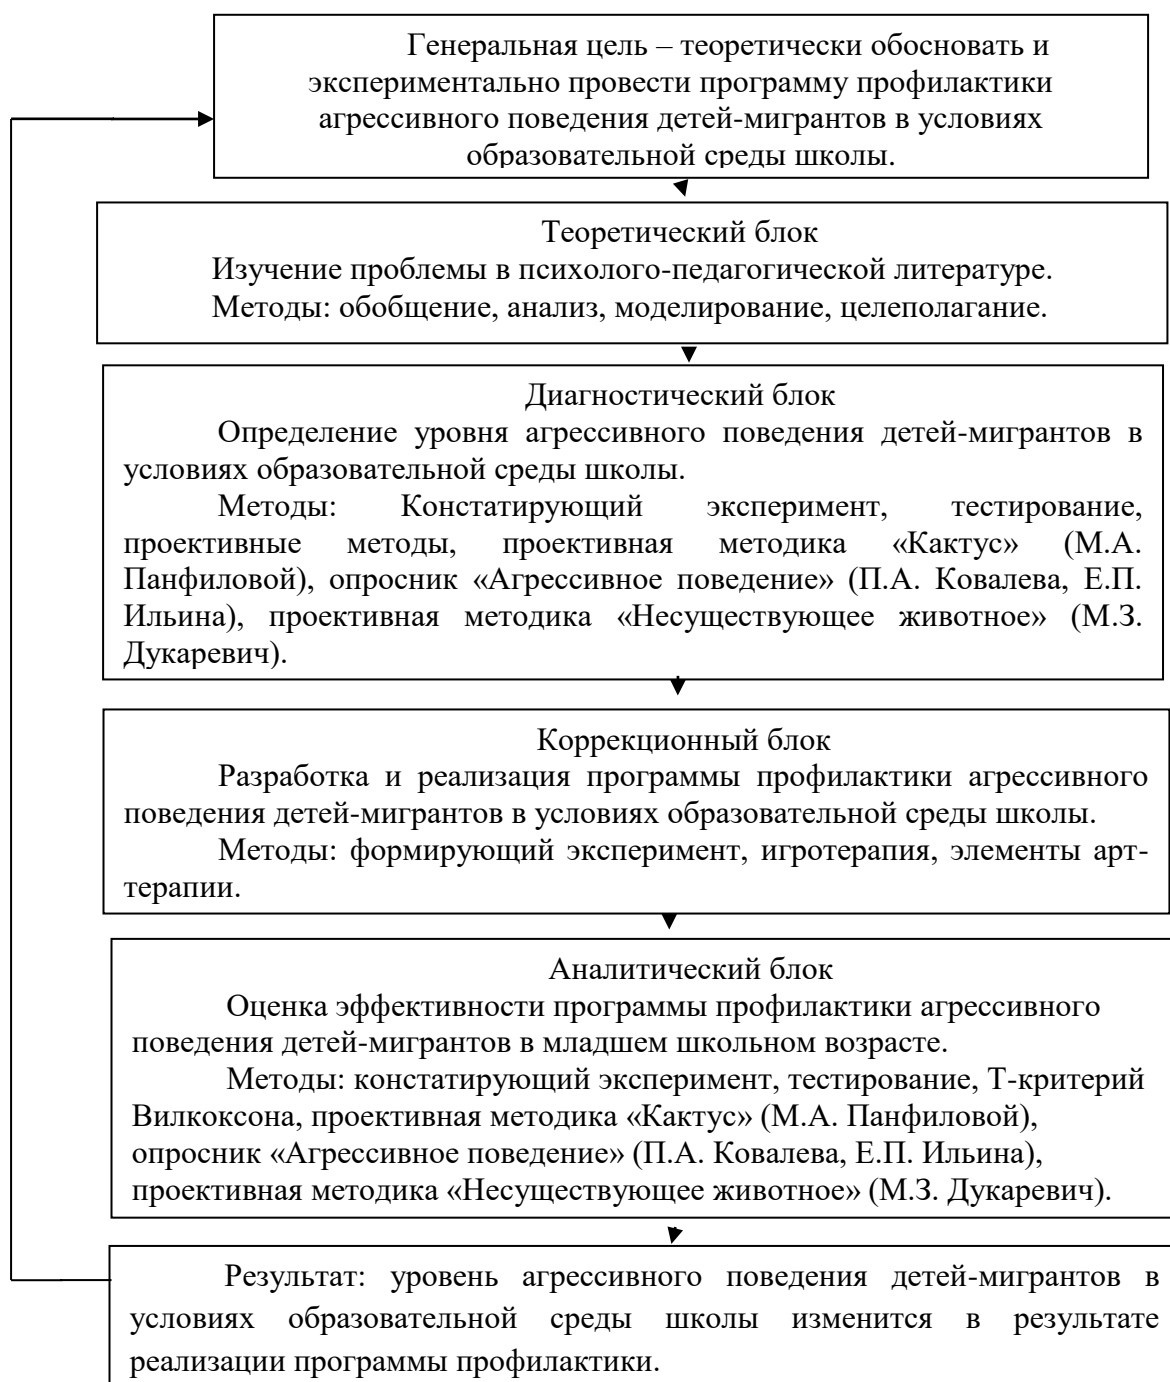 Генеральная цель – теоретически обосновать и
экспериментально провести программу профилактики
агрессивного поведения детей-мигрантов в условиях
образовательной среды школы.
Теоретический блок
Изучение проблемы в психолого-педагогической литературе.
Методы: обобщение, анализ, моделирование, целеполагание.
Диагностический блок
Определение уровня агрессивного поведения детей-мигрантов в
условиях образовательной среды школы.
Методы: Констатирующий эксперимент, тестирование,
проективные методы, проективная методика «Кактус» (М.А.
Панфиловой), опросник «Агрессивное поведение» (П.А. Ковалева, Е.П.
Ильина), проективная методика «Несуществующее животное» (М.З.
Дукаревич).
Коррекционный блок
Разработка и реализация программы профилактики агрессивного
поведения детей-мигрантов в условиях образовательной среды школы.
Методы: формирующий эксперимент, игротерапия, элементы арт-
терапии.
Аналитический блок
Оценка эффективности программы профилактики агрессивного
поведения детей-мигрантов в младшем школьном возрасте.
Методы: констатирующий эксперимент, тестирование, Т-критерий
Вилкоксона, проективная методика «Кактус» (М.А. Панфиловой),
опросник «Агрессивное поведение» (П.А. Ковалева, Е.П. Ильина),
проективная методика «Несуществующее животное» (М.З. Дукаревич).
Результат: уровень агрессивного поведения детей-мигрантов в
условиях образовательной среды школы изменится в результате
реализации программы профилактики.